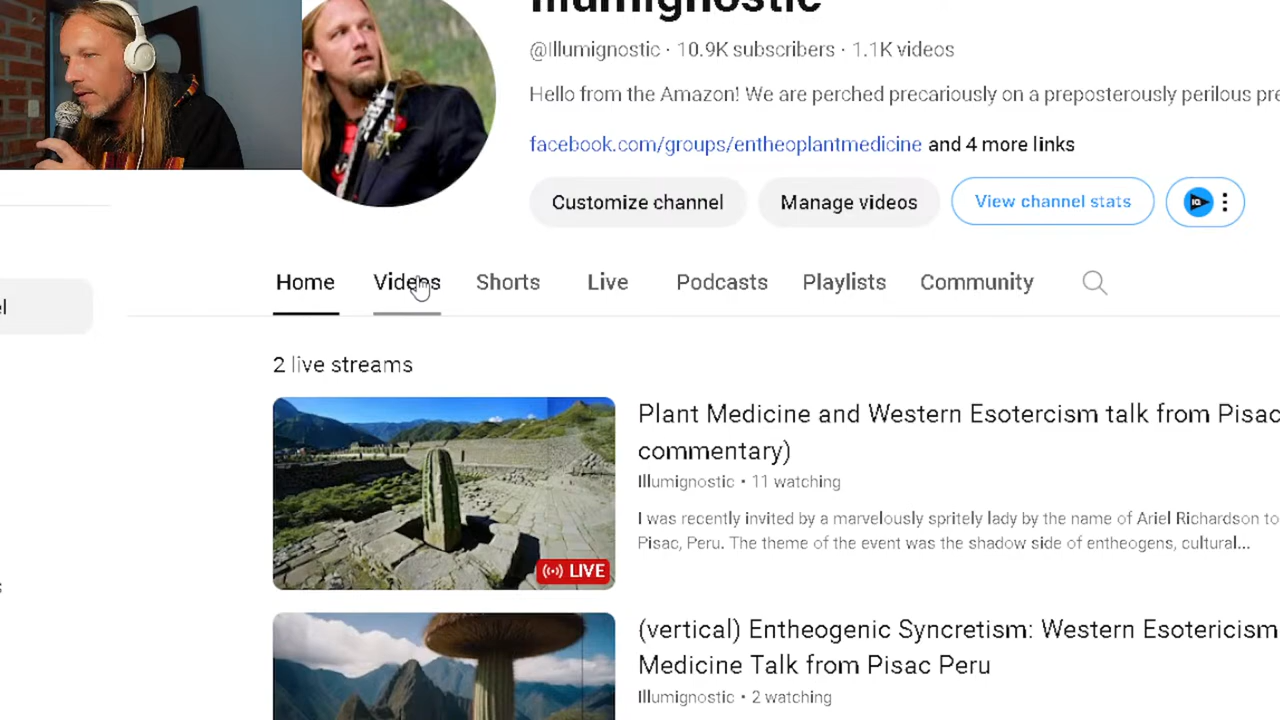 Illumignostic
@Illumignostic · 10.9K subscribers · 1.1K videos
Hello from the Amazon! We are perched precariously on a preposterously perilous pre
facebook.com/groups/entheoplantmedicine and 4 more links
Customize channel
Manage videos
View channel stats
IQ
Home
Videos
Shorts
Live
Podcasts
Playlists
Community
2 live streams
Plant Medicine and Western Esotercism talk from Pisac
commentary)
Illumignostic • 11 watching
I was recently invited by a marvelously spritely lady by the name of Ariel Richardson to
Pisac, Peru. The theme of the event was the shadow side of entheogens, cultural...
LIVE
(vertical) Entheogenic Syncretism: Western Esotericism
Medicine Talk from Pisac Peru
Illumignostic • 2 watching